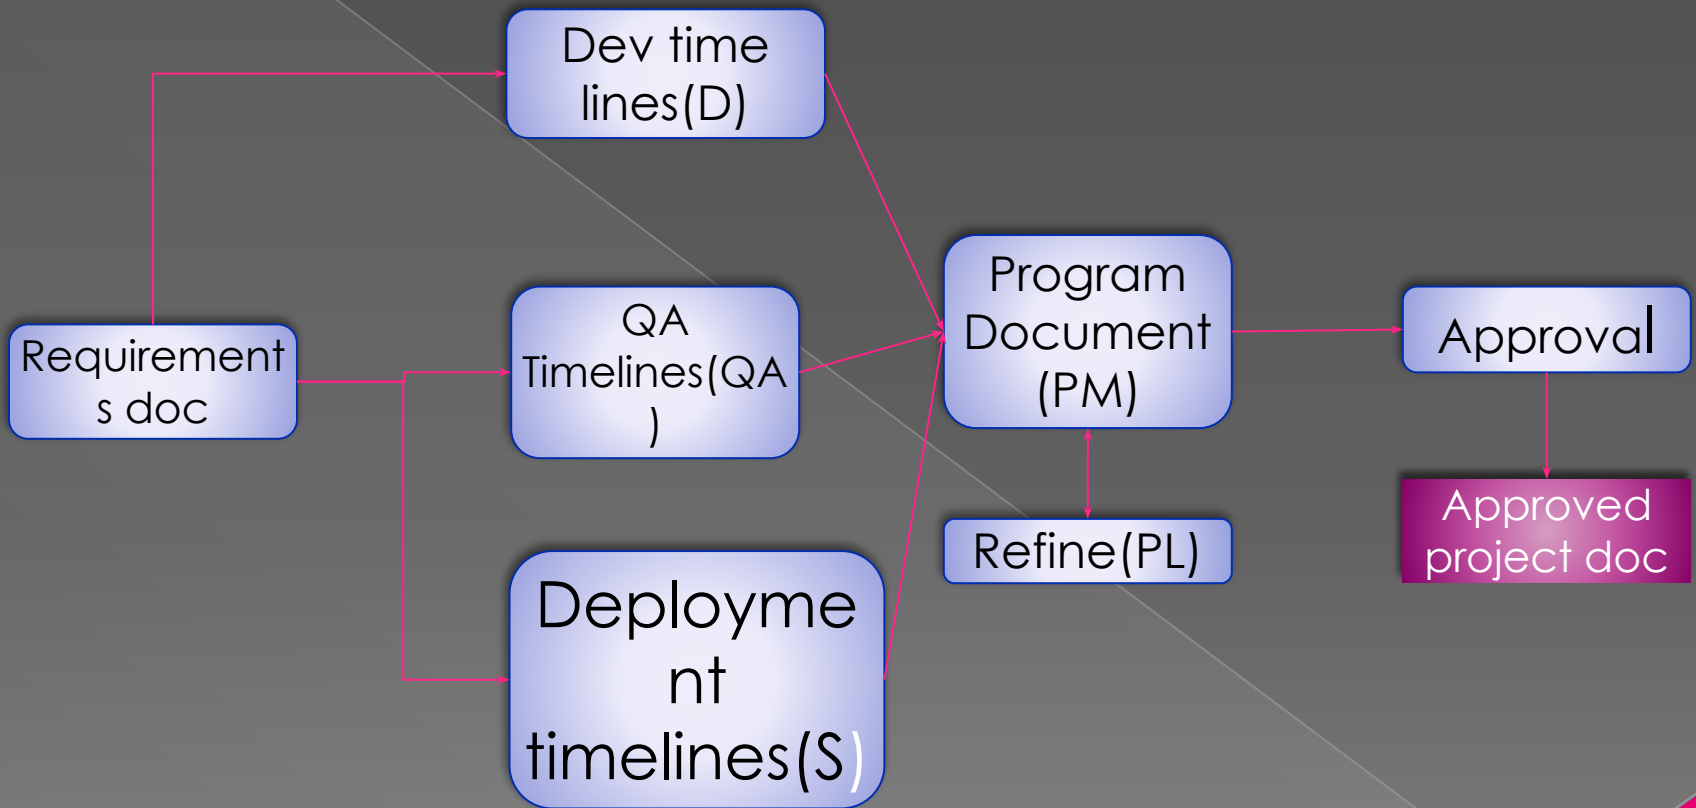 Dev time
lines(D)
Requirement
s doc
QA
Timelines(QA
)
Deployme
nt
timelines(S)
Program
Document
(PM)
Refine(PL)
Approval
Approved
project doc